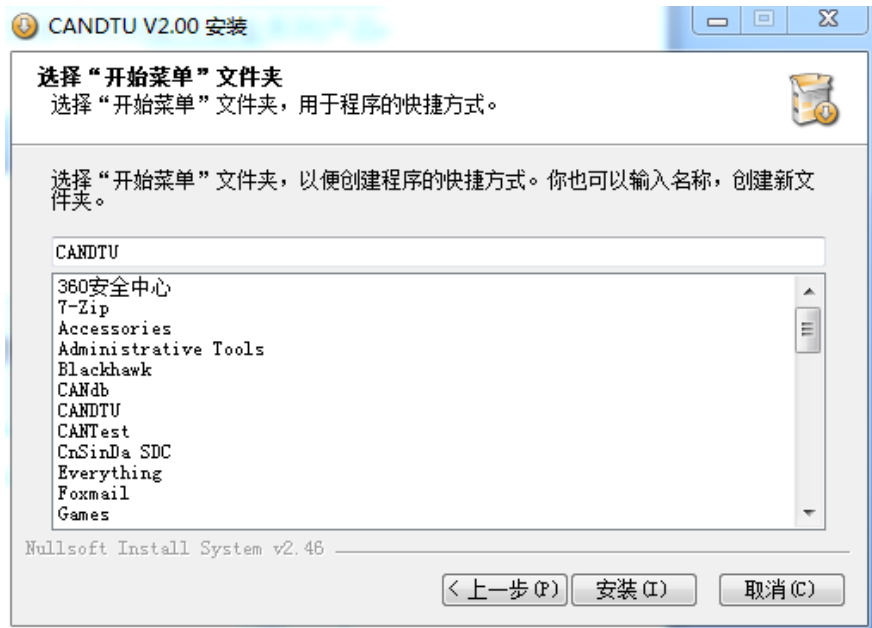 CANDTU V2.00 安装
选择“开始菜单”文件夹
选择“开始菜单”文件夹，用于程序的快捷方式。
选择“开始菜单”文件夹，以便创建程序的快捷方式。你也可以输入名称，创建新文
件夹。
CANDTU
360安全中心
7-Zip
Accessories
Administrative Tools
Blackhawk
CANdb
CANDTU
CANTest
CnSinDa SDC
Everything
Foxmail
Games
Nullsoft Install System v2.46
< 上一步(P) 安装(I) 取消(C)